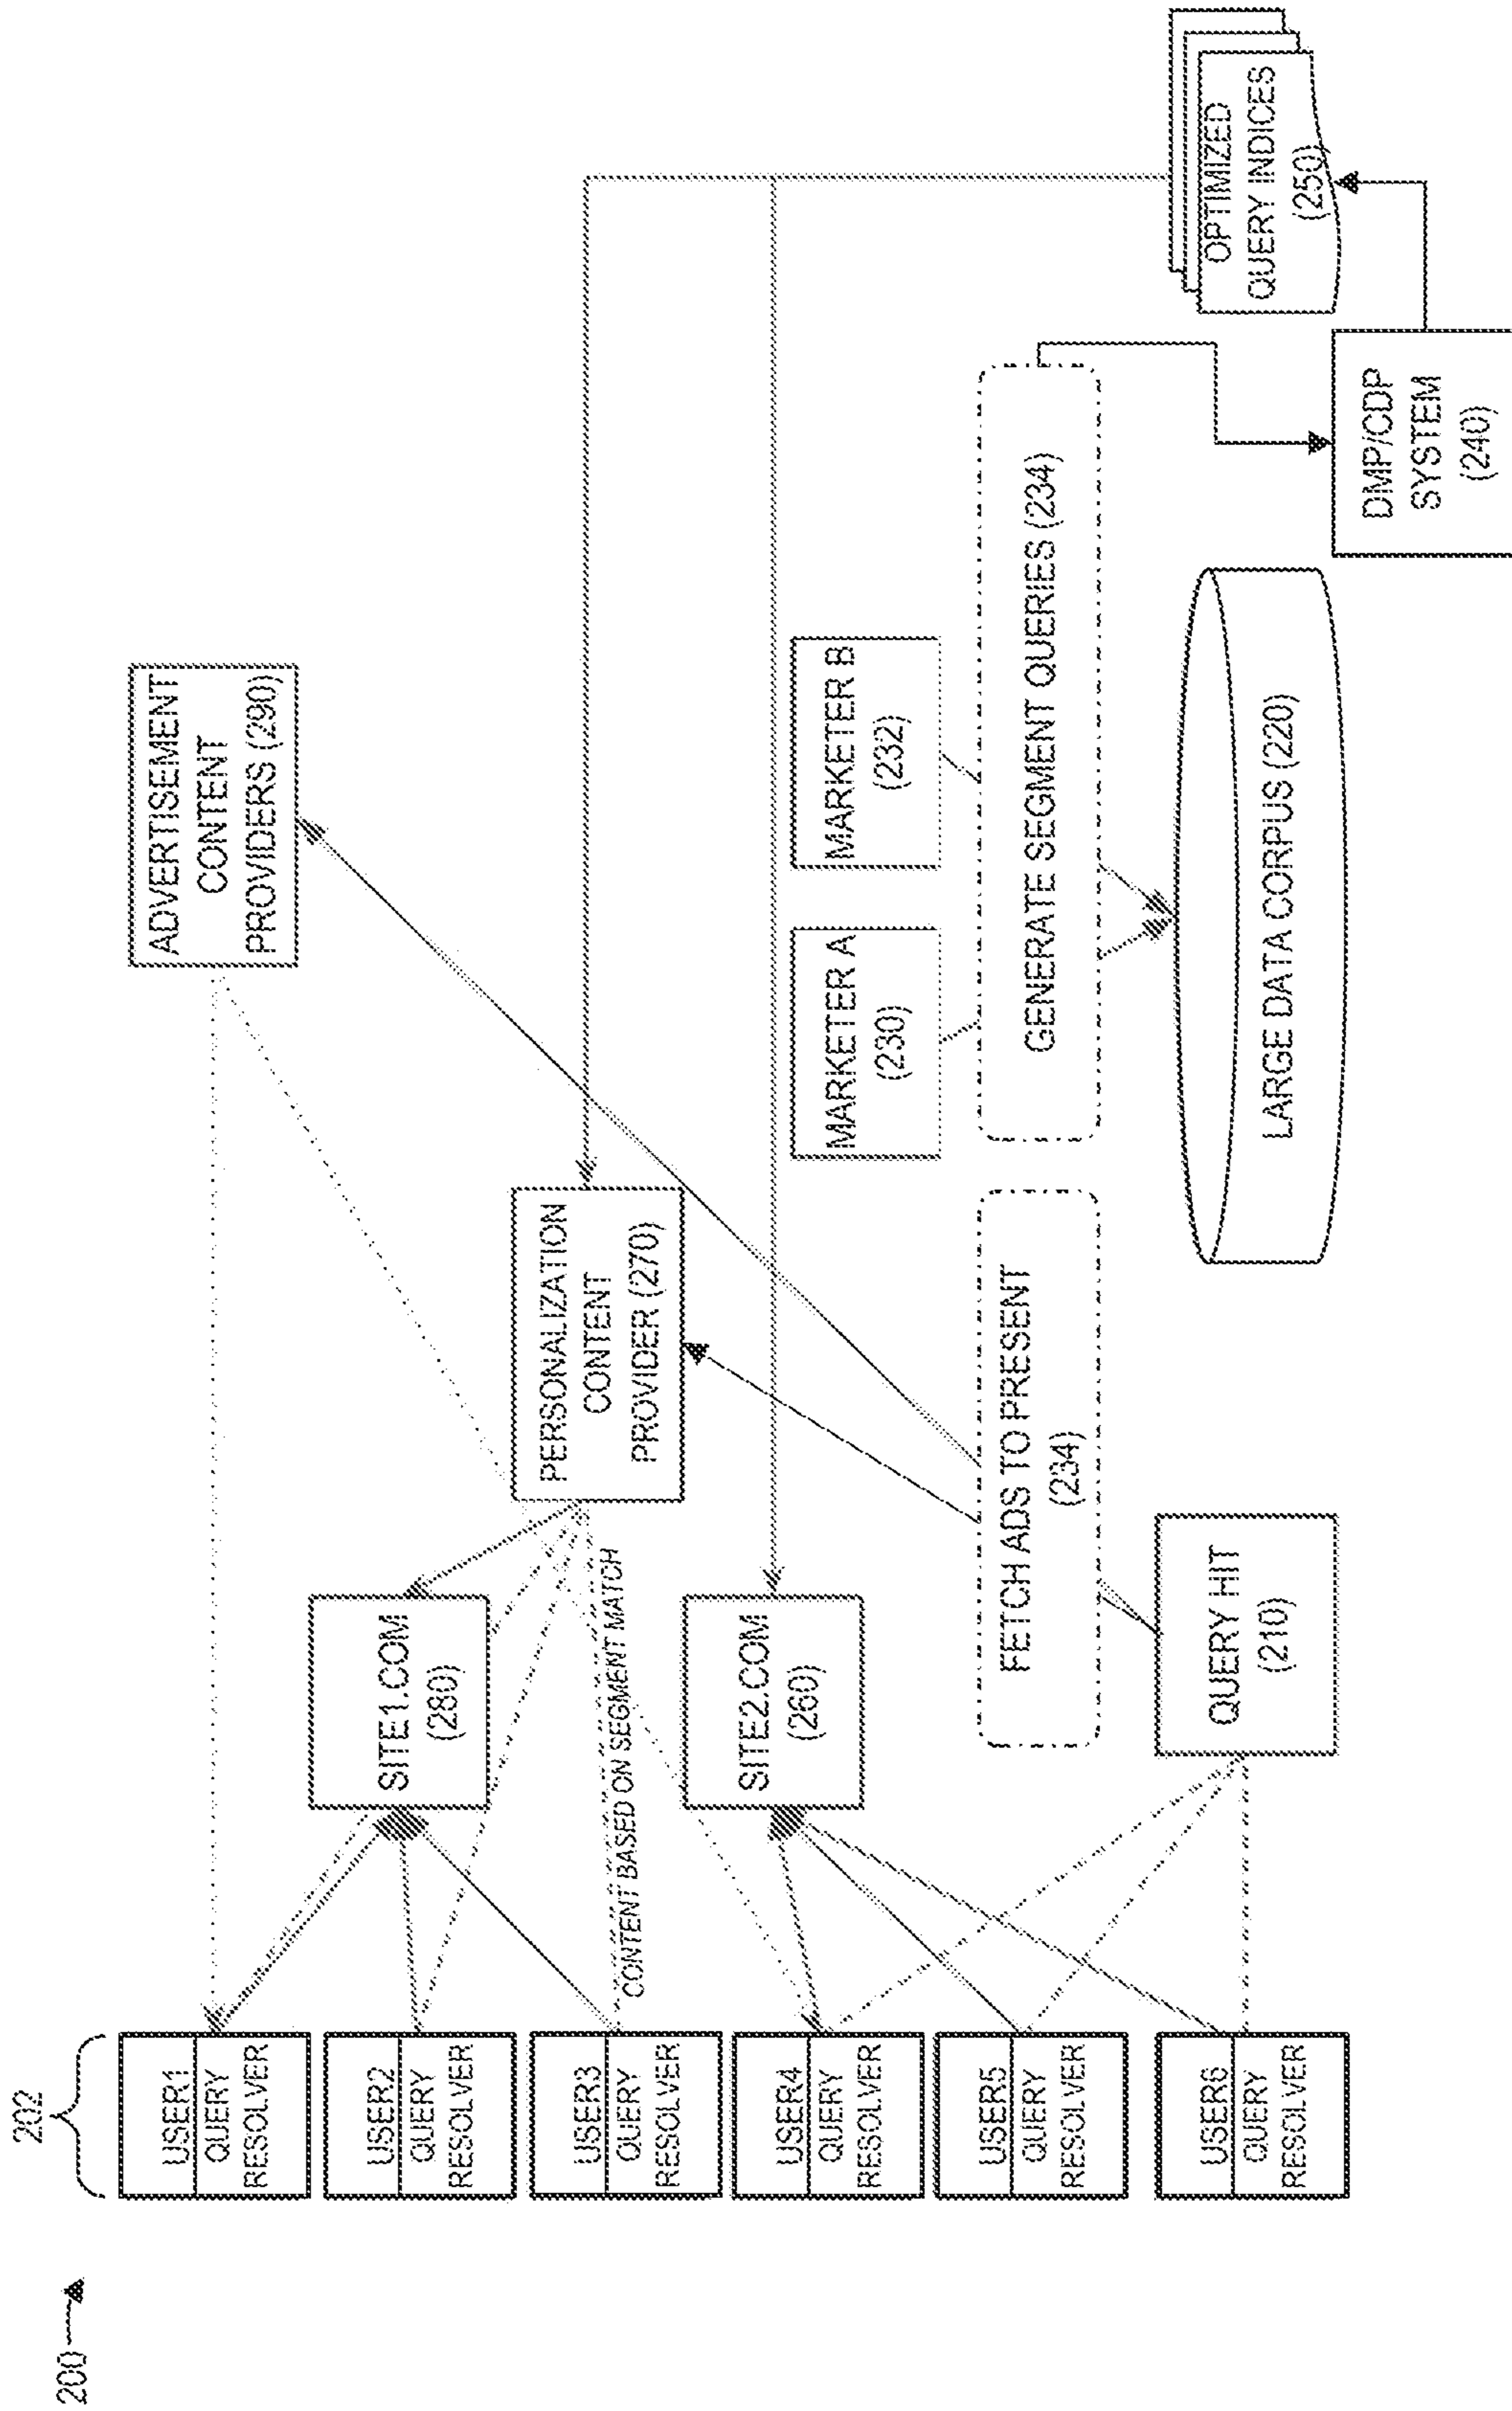 200
202
USER1
QUERY
RESOLVER
USER2
QUERY
RESOLVER
USER3
QUERY
RESOLVER
USER4
QUERY
RESOLVER
USER5
QUERY
RESOLVER
USER6
QUERY
RESOLVER
SITE1.COM
(280)
CONTENT BASED ON SEGMENT MATCH
SITE2.COM
(260)
QUERY HIT
(210)
ADVERTISEMENT
CONTENT
PROVIDERS (290)
PERSONALIZATION
CONTENT
PROVIDER (270)
FETCH ADS TO PRESENT
(234)
MARKETER A
(230)
MARKETER B
(232)
GENERATE SEGMENT QUERIES (234)
LARGE DATA CORPUS (220)
DMP/CDP
SYSTEM
(240)
OPTIMIZED
QUERY INDICES
(250)